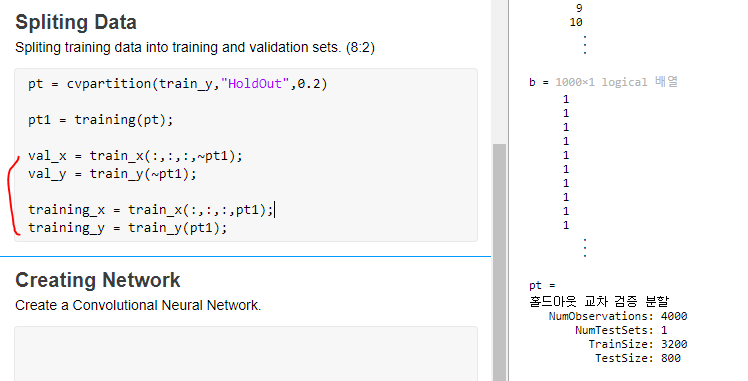 Spliting Data
Spliting training data into training and validation sets. (8:2)
pt = cvpartition(train_y,"HoldOut",0.2)
pt1 = training(pt);
val_x = train_x(:,:,:,~pt1);
val_y = train_y(~pt1);
training_x = train_x(:,:,:,pt1);
training_y = train_y(pt1);
Creating Network
Create a Convolutional Neural Network.
9
10
⋮
b = 1000×1 logical 배열
1
1
1
1
1
1
1
1
1
1
⋮
pt =
홀드아웃 교차 검증 분할
NumObservations: 4000
NumTestSets: 1
TrainSize: 3200
TestSize: 800